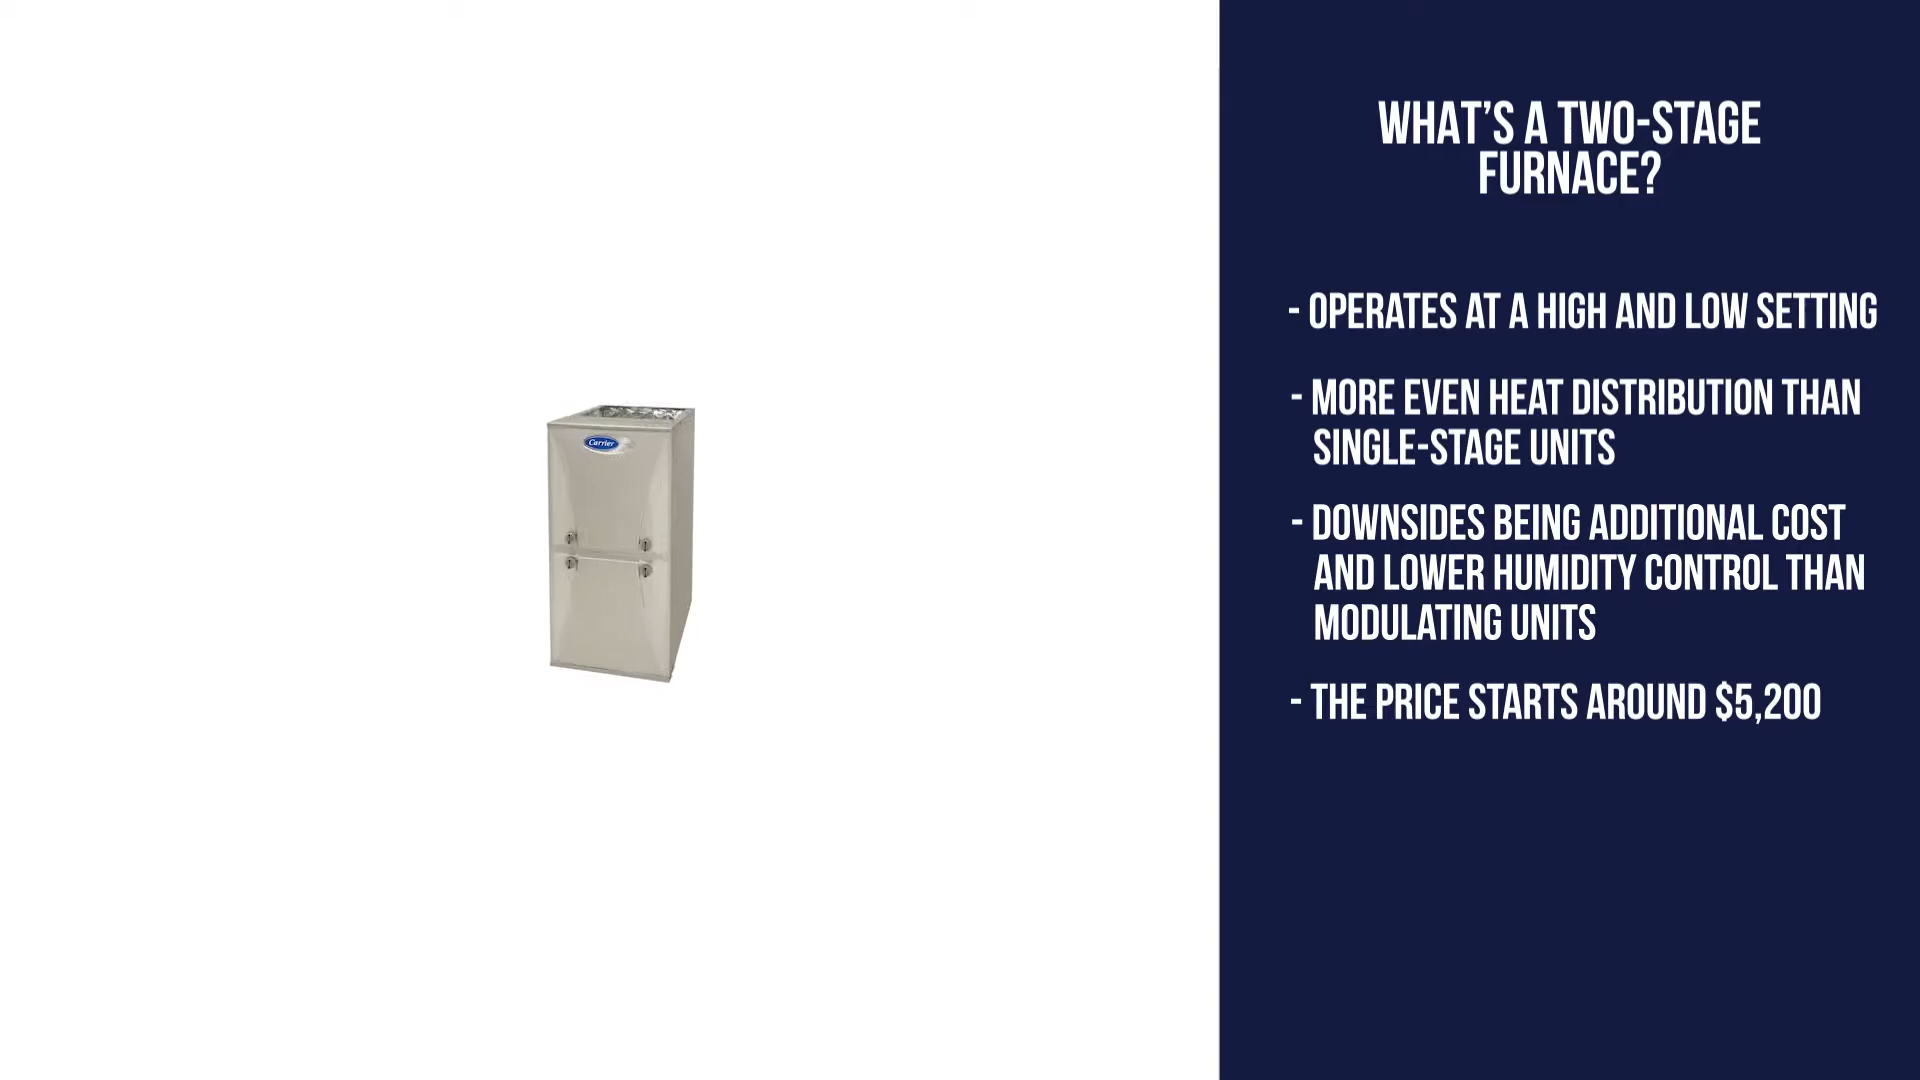 Carrier
WHAT'S A TWO-STAGE
FURNACE?
- OPERATES AT A HIGH AND LOW SETTING
- MORE EVEN HEAT DISTRIBUTION THAN
SINGLE-STAGE UNITS
- DOWNSIDES BEING ADDITIONAL COST
AND LOWER HUMIDITY CONTROL THAN
MODULATING UNITS
- THE PRICE STARTS AROUND $5,200